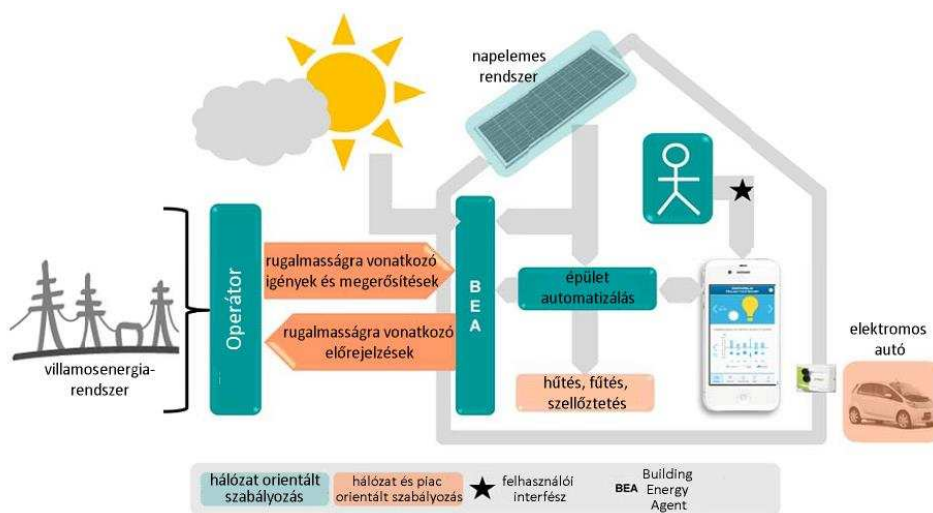 napelemes
rendszer
Operátor
rugalmasságra vonatkozó
igények és megerősítések
rugalmasságra vonatkozó
előrejelzések
B
E
A
épület
automatizálás
hűtés, fűtés,
szellőztetés
villamosenergia-
rendszer
elektromos
autó
hálózat orientált
szabályozás
hálózat és piac
orientált szabályozás
felhasználói
interfész
BEA
Building
Energy
Agent